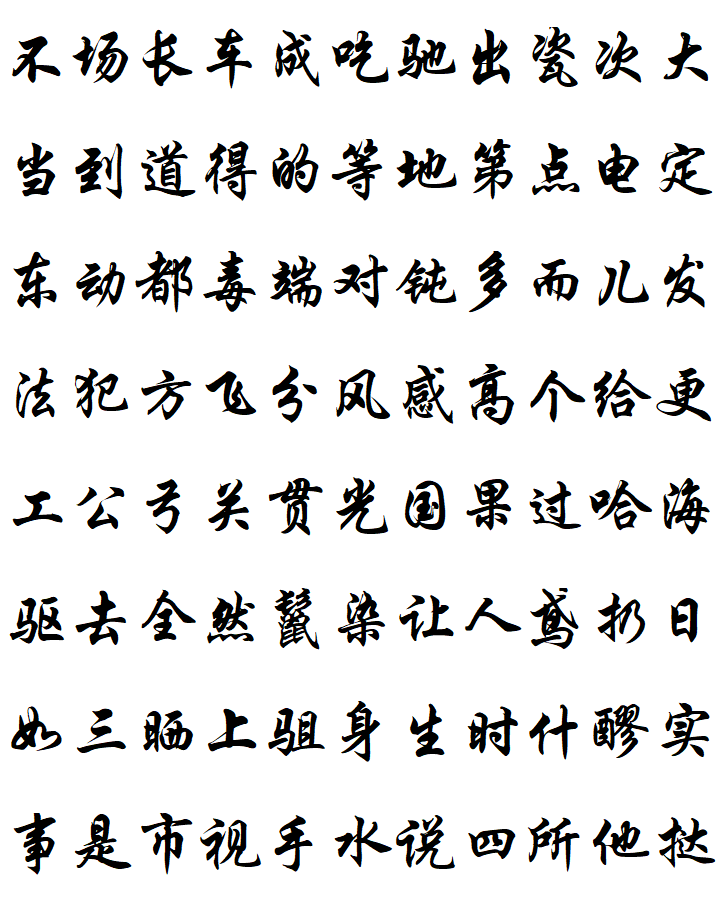 不场长车成吃驰出瓷次大
当到道得的等地第点电定
东动都毒端对钝多而儿发
法犯方飞分风感高个给更
工公弓关贯光国果过哈海
驱去全然鬣染让人鸢扔日
如三晒上驵身生时什醪实
事是市视手水说四所他挞